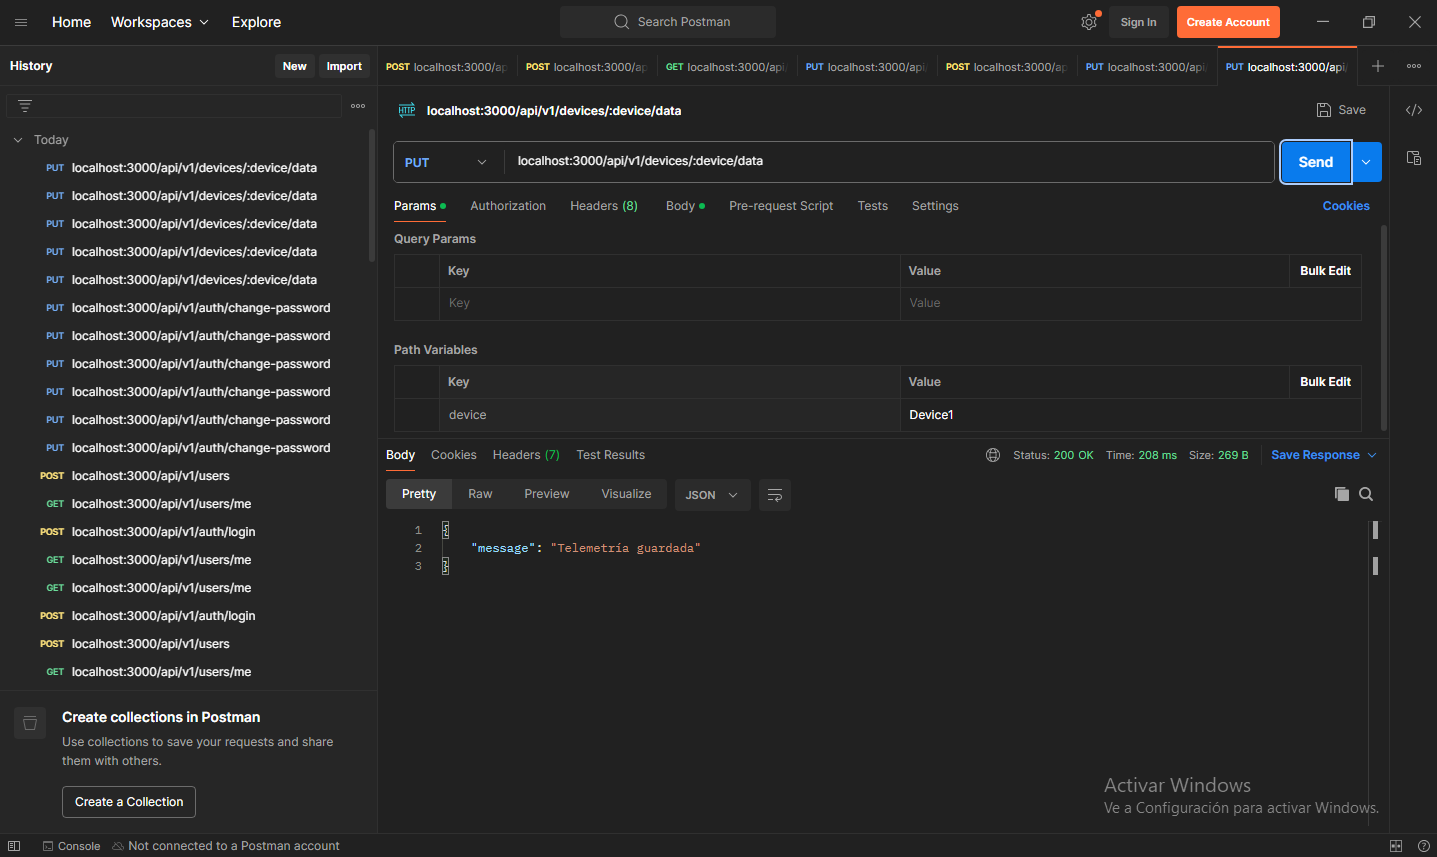 Home Workspaces Explore Search Postman Sign In Create Account
History New Import
POST localhost:3000/ap POST localhost:3000/ap GET localhost:3000/api/ PUT localhost:3000/api/ POST localhost:3000/ap PUT localhost:3000/api/ PUT localhost:3000/api/
Today
PUT localhost:3000/api/v1/devices/:device/data
PUT localhost:3000/api/v1/devices/:device/data
PUT localhost:3000/api/v1/devices/:device/data
PUT localhost:3000/api/v1/devices/:device/data
PUT localhost:3000/api/v1/devices/:device/data
PUT localhost:3000/api/v1/auth/change-password
PUT localhost:3000/api/v1/auth/change-password
PUT localhost:3000/api/v1/auth/change-password
PUT localhost:3000/api/v1/auth/change-password
PUT localhost:3000/api/v1/auth/change-password
PUT localhost:3000/api/v1/auth/change-password
POST localhost:3000/api/v1/users
GET localhost:3000/api/v1/users/me
POST localhost:3000/api/v1/auth/login
GET localhost:3000/api/v1/users/me
GET localhost:3000/api/v1/users/me
POST localhost:3000/api/v1/auth/login
POST localhost:3000/api/v1/users
GET localhost:3000/api/v1/users/me
Create collections in Postman
Use collections to save your requests and share
them with others.
Create a Collection
HTTP localhost:3000/api/v1/devices/:device/data Save
PUT localhost:3000/api/v1/devices/:device/data Send
Params Authorization Headers (8) Body Pre-request Script Tests Settings Cookies
Query Params
Key Value Bulk Edit
Key Value
Path Variables
Key Value Bulk Edit
device Device1
Body Cookies Headers (7) Test Results Status: 200 OK Time: 208 ms Size: 269 B Save Response
Pretty Raw Preview Visualize JSON
1 {
2 "message": "Telemetría guardada"
3 }
Activar Windows
Ve a Configuración para activar Windows.
Console Not connected to a Postman account